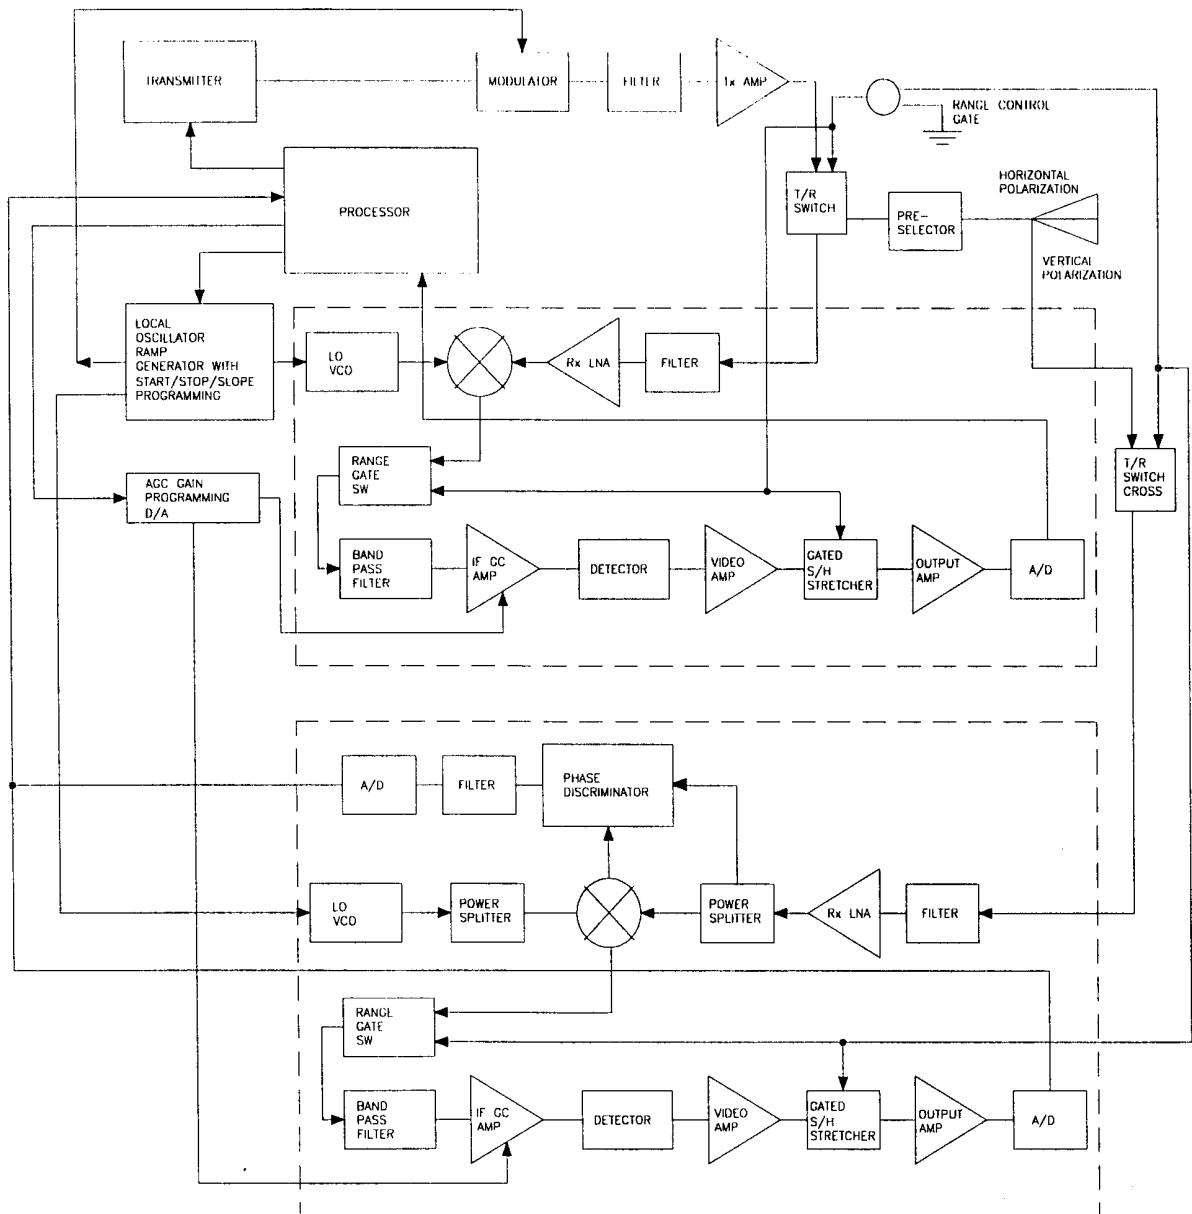 TRANSMITTER
MODULATOR
FILTER
Tx AMP
RANGE CONTROL
GATE
PROCESSOR
T/R
SWITCH
PRE-
SELECTOR
HORIZONTAL
POLARIZATION
VERTICAL
POLARIZATION
LOCAL
OSCILLATOR
RAMP
GENERATOR WITH
START/STOP/SLOPE
PROGRAMMING
LO
VCO
Rx LNA
FILTER
AGC GAIN
PROGRAMMING
D/A
RANGE
GATE
SW
T/R
SWITCH
CROSS
BAND
PASS
FILTER
IF GC
AMP
DETECTOR
VIDEO
AMP
GATED
S/H
STRETCHER
OUTPUT
AMP
A/D
A/D
FILTER
PHASE
DISCRIMINATOR
LO
VCO
POWER
SPLITTER
POWER
SPLITTER
Rx LNA
FILTER
RANGE
GATE
SW
BAND
PASS
FILTER
IF GC
AMP
DETECTOR
VIDEO
AMP
GATED
S/H
STRETCHER
OUTPUT
AMP
A/D